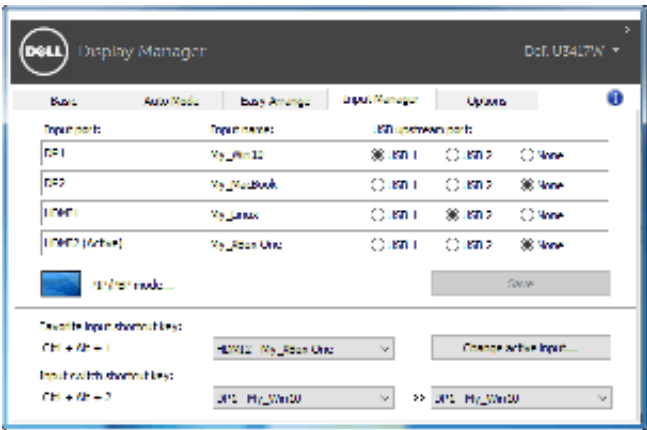 DELL Display Manager Dell U3417W
Basic Auto Mode Easy Arrange Input Manager Options
Input port: Input name: USB upstream port:
DP1 My_Win10 USB 1 USB 2 None
DP2 My_MacBook USB 1 USB 2 None
HDMI1 My_Linux USB 1 USB 2 None
HDMI2 (Active) My_XBox One USB 1 USB 2 None
PIP/PBP mode... Save
Favorite input shortcut key:
Ctrl + Alt + 1 HDMI2 My_XBox One Change active input...
Input switch shortcut key:
Ctrl + Alt + 2 DP1 My_Win10 >> DP1 My_Win10